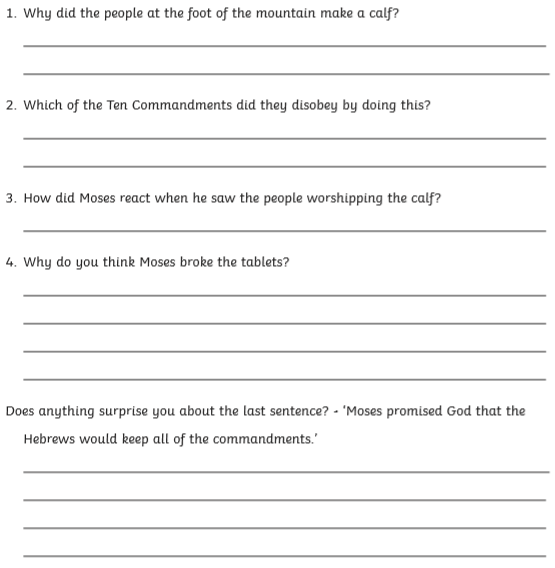 1. Why did the people at the foot of the mountain make a calf?
2. Which of the Ten Commandments did they disobey by doing this?
3. How did Moses react when he saw the people worshipping the calf?
4. Why do you think Moses broke the tablets?
Does anything surprise you about the last sentence? - 'Moses promised God that the
Hebrews would keep all of the commandments.'